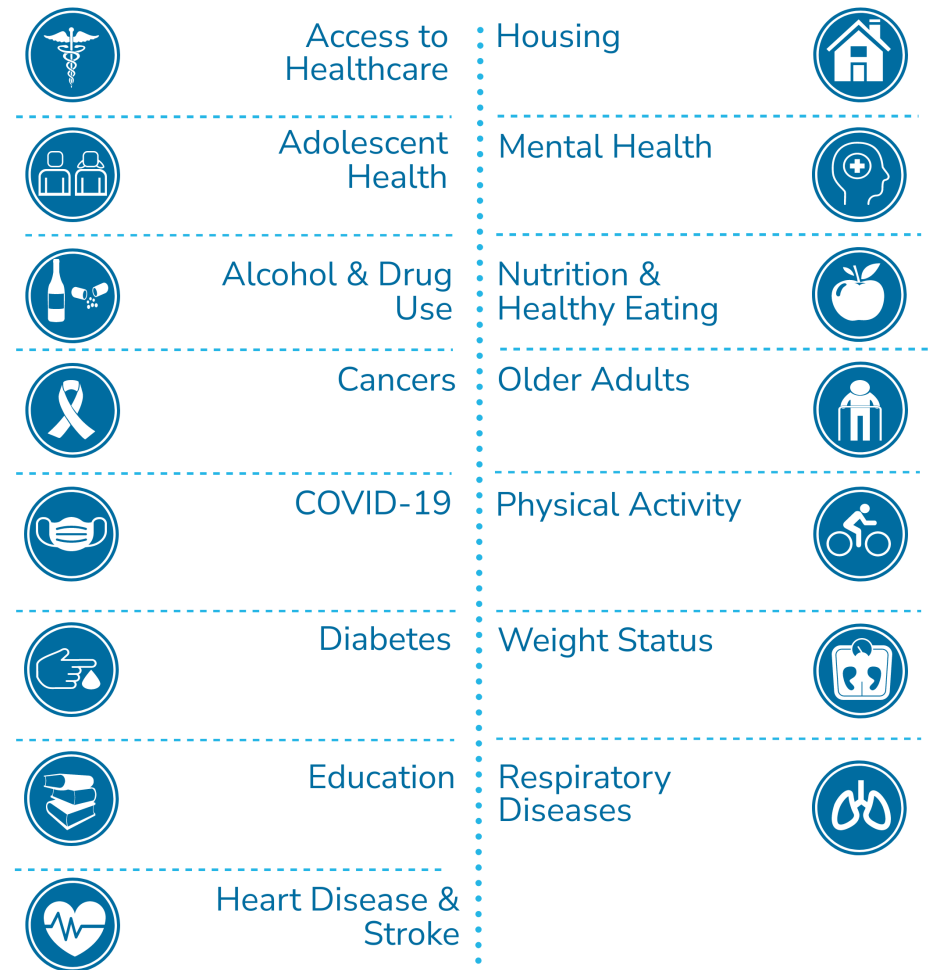 Access to
Healthcare
Adolescent
Health
Alcohol & Drug
Use
Cancers
COVID-19
Diabetes
Education
Heart Disease &
Stroke
Housing
Mental Health
Nutrition &
Healthy Eating
Older Adults
Physical Activity
Weight Status
Respiratory
Diseases